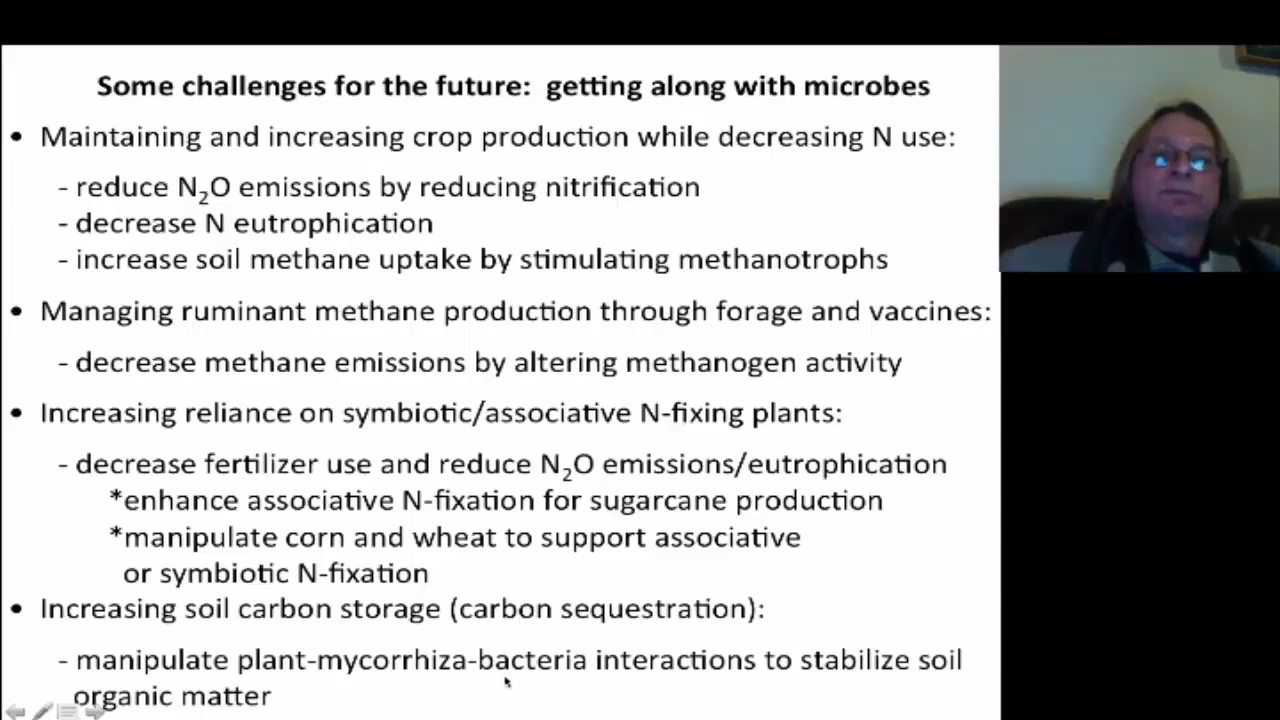 Some challenges for the future: getting along with microbes
• Maintaining and increasing crop production while decreasing N use:
- reduce N₂O emissions by reducing nitrification
- decrease N eutrophication
- increase soil methane uptake by stimulating methanotrophs
• Managing ruminant methane production through forage and vaccines:
- decrease methane emissions by altering methanogen activity
• Increasing reliance on symbiotic/associative N-fixing plants:
- decrease fertilizer use and reduce N₂O emissions/eutrophication
*enhance associative N-fixation for sugarcane production
*manipulate corn and wheat to support associative
or symbiotic N-fixation
• Increasing soil carbon storage (carbon sequestration):
- manipulate plant-mycorrhiza-bacteria interactions to stabilize soil
organic matter